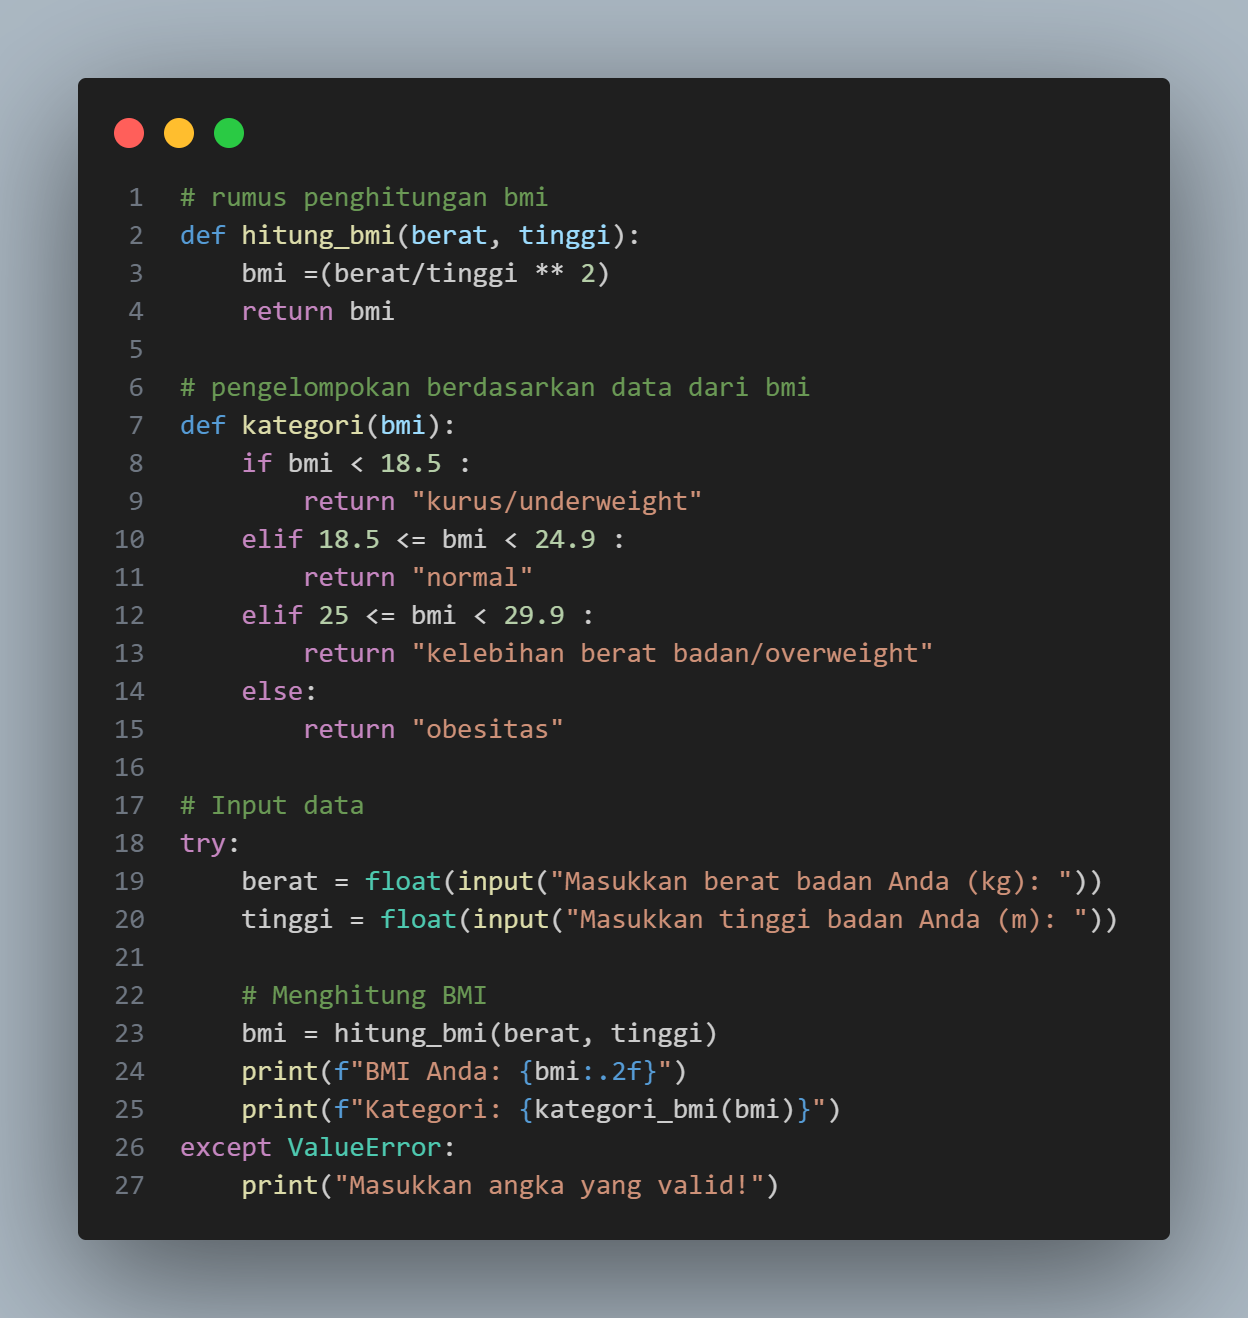 1 # rumus penghitungan bmi
2 def hitung_bmi(berat, tinggi):
3     bmi =(berat/tinggi ** 2)
4     return bmi
5
6 # pengelompokan berdasarkan data dari bmi
7 def kategori(bmi):
8     if bmi < 18.5 :
9         return "kurus/underweight"
10     elif 18.5 <= bmi < 24.9 :
11         return "normal"
12     elif 25 <= bmi < 29.9 :
13         return "kelebihan berat badan/overweight"
14     else:
15         return "obesitas"
16
17 # Input data
18 try:
19     berat = float(input("Masukkan berat badan Anda (kg): "))
20     tinggi = float(input("Masukkan tinggi badan Anda (m): "))
21
22     # Menghitung BMI
23     bmi = hitung_bmi(berat, tinggi)
24     print(f"BMI Anda: {bmi:.2f}")
25     print(f"Kategori: {kategori_bmi(bmi)}")
26 except ValueError:
27     print("Masukkan angka yang valid!")